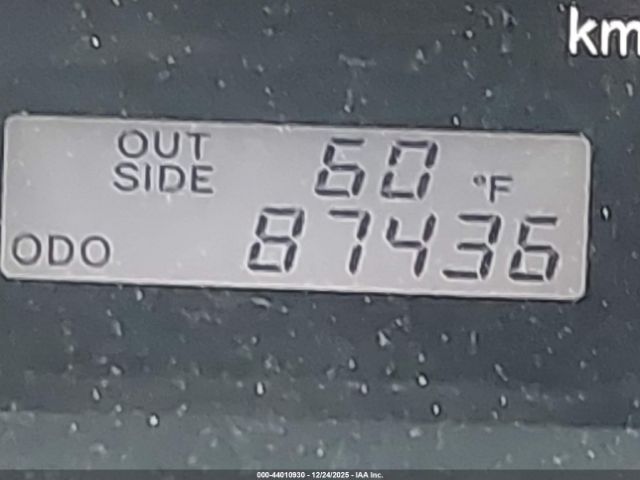 km
OUT SIDE 60 °F
ODO 87436
000-44010930 - 12/24/2025 - IAA Inc.